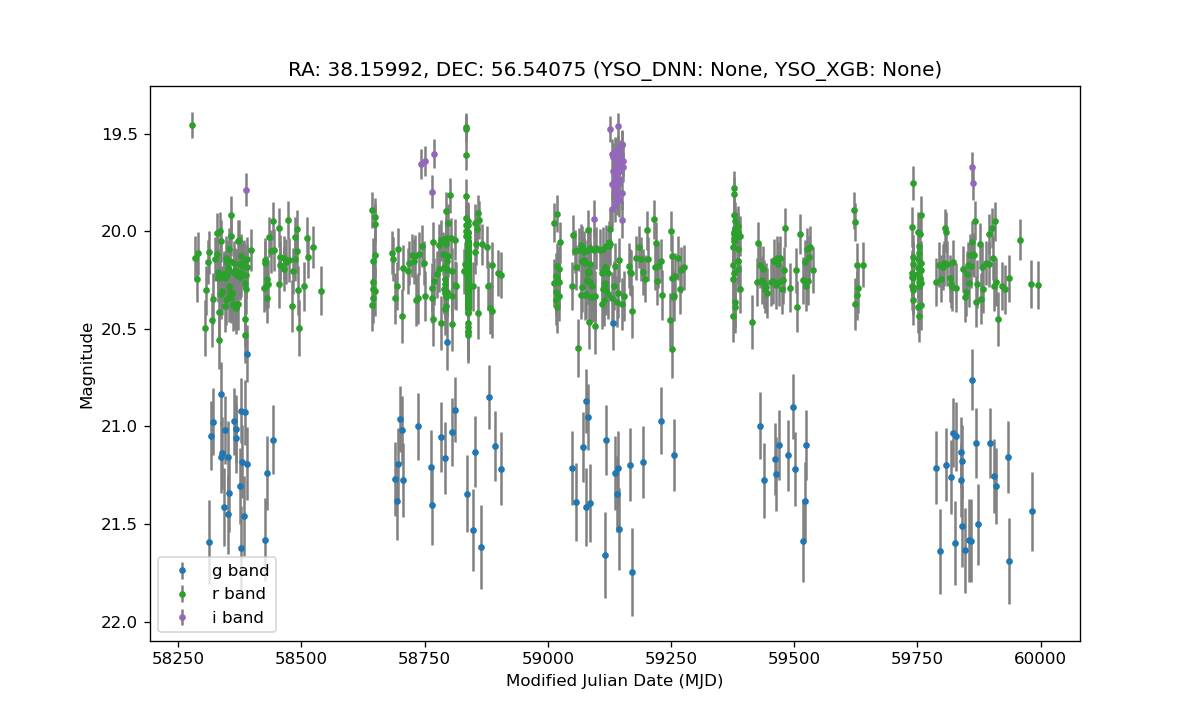 RA: 38.15992, DEC: 56.54075 (YSO_DNN: None, YSO_XGB: None)
19.5
20.0
20.5
21.0
21.5
22.0
Magnitude
g band
r band
i band
58250 58500 58750 59000 59250 59500 59750 60000
Modified Julian Date (MJD)